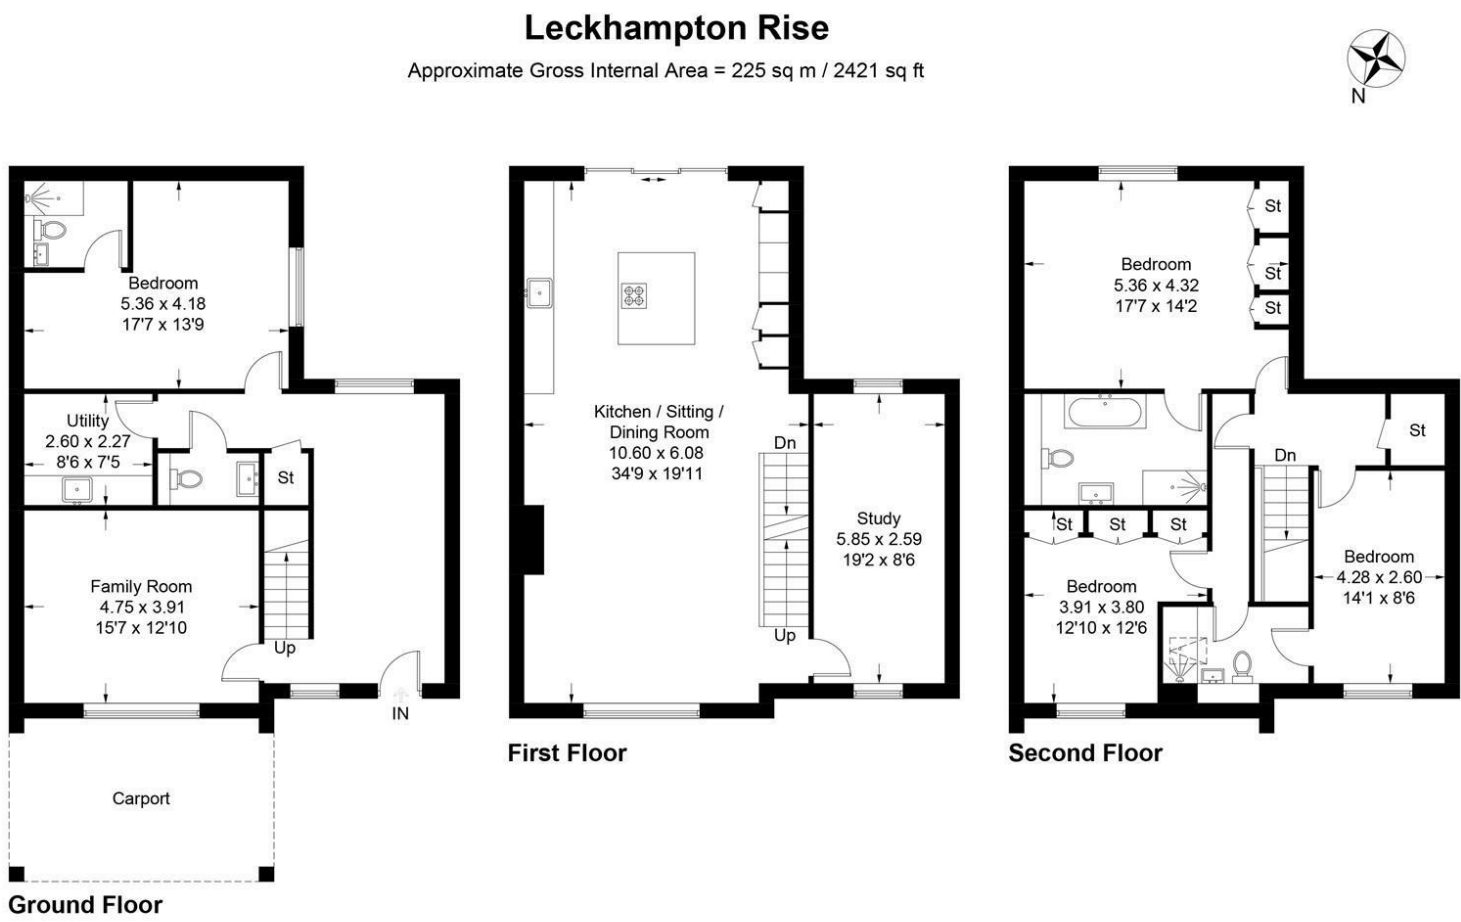 Leckhampton Rise
Approximate Gross Internal Area = 225 sq m / 2421 sq ft
N
Bedroom
5.36 x 4.18
17'7 x 13'9
Utility
2.60 x 2.27
8'6 x 7'5
St
Family Room
4.75 x 3.91
15'7 x 12'10
Up
IN
Carport
Ground Floor
Kitchen / Sitting /
Dining Room
10.60 x 6.08
34'9 x 19'11
Dn
Up
Study
5.85 x 2.59
19'2 x 8'6
First Floor
Bedroom
5.36 x 4.32
17'7 x 14'2
St
St
St
St
Dn
St
St
St
Bedroom
3.91 x 3.80
12'10 x 12'6
Bedroom
4.28 x 2.60
14'1 x 8'6
Second Floor